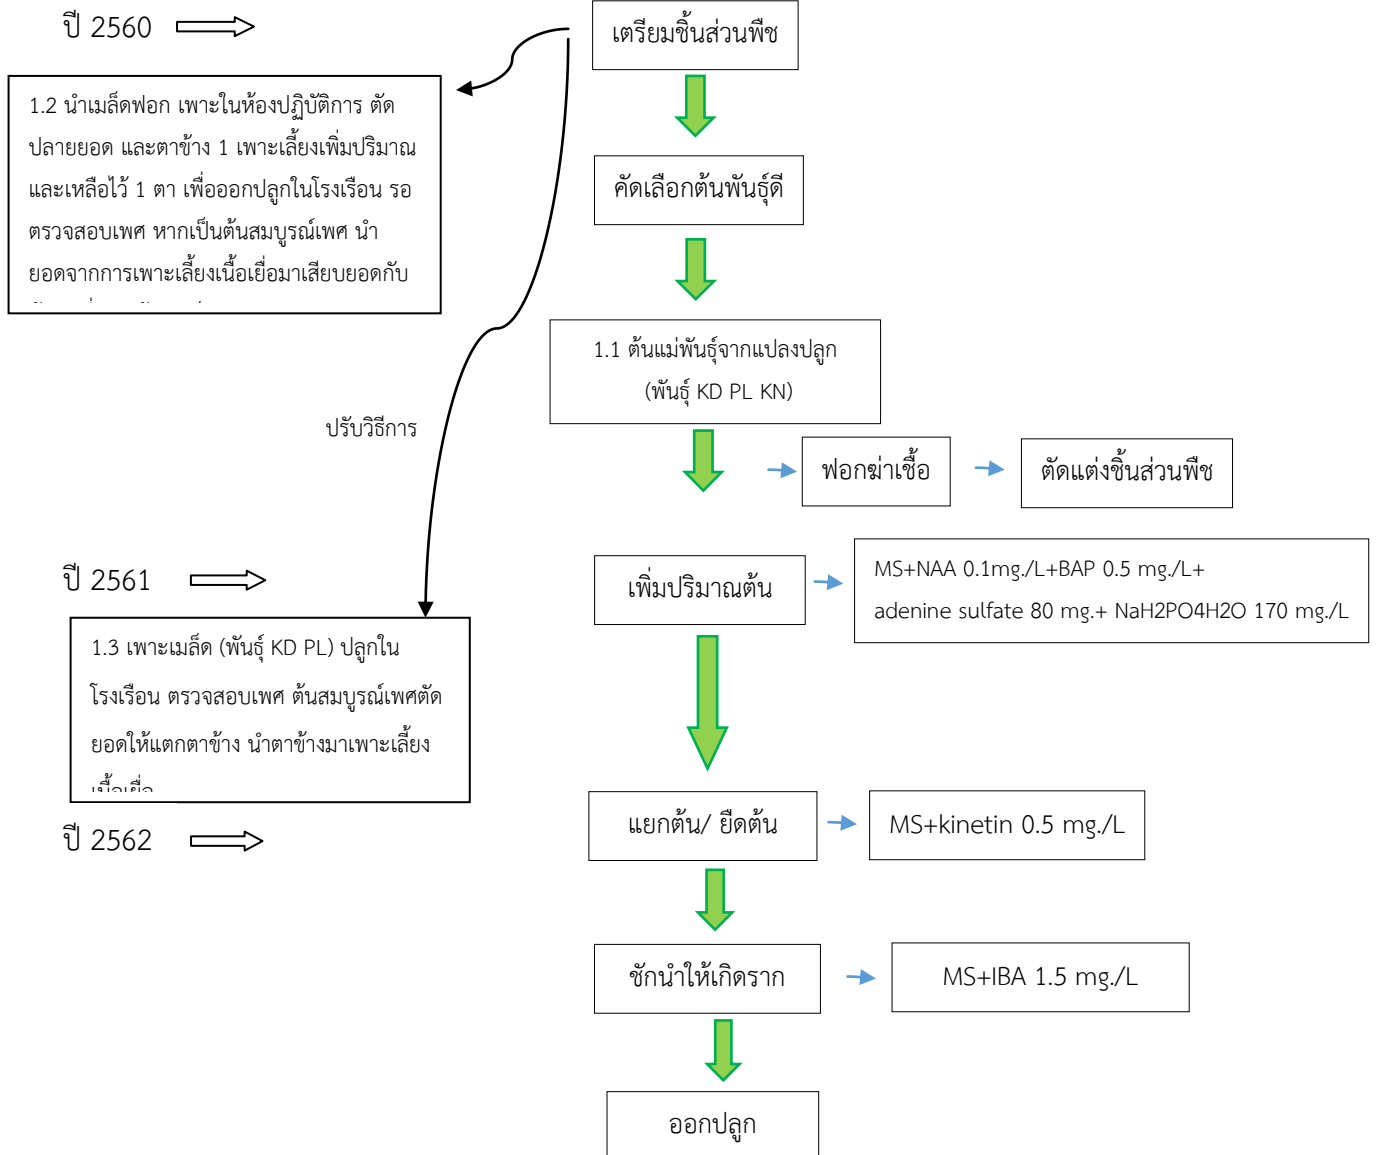 ปี 2560
เตรียมชิ้นส่วนพืช
1.2 นำเมล็ดฟอก เพาะในห้องปฏิบัติการ ตัด
ปลายยอด และตาข้าง 1 เพาะเลี้ยงเพิ่มปริมาณ
และเหลือไว้ 1 ตา เพื่อออกปลูกในโรงเรือน รอ
ตรวจสอบเพศ หากเป็นต้นสมบูรณ์เพศ นำ
ยอดจากการเพาะเลี้ยงเนื้อเยื่อมาเสียบยอดกับ
คัดเลือกต้นพันธุ์ดี
1.1 ต้นแม่พันธุ์จากแปลงปลูก
(พันธุ์ KD PL KN)
ปรับวิธีการ
ฟอกฆ่าเชื้อ
ตัดแต่งชิ้นส่วนพืช
ปี 2561
เพิ่มปริมาณต้น
MS+NAA 0.1mg./L+BAP 0.5 mg./L+
adenine sulfate 80 mg.+ NaH2PO4H2O 170 mg./L
1.3 เพาะเมล็ด (พันธุ์ KD PL) ปลูกใน
โรงเรือน ตรวจสอบเพศ ต้นสมบูรณ์เพศตัด
ยอดให้แตกตาข้าง นำตาข้างมาเพาะเลี้ยง
เนื้อเยื่อ
ปี 2562
แยกต้น/ ยืดต้น
MS+kinetin 0.5 mg./L
ชักนำให้เกิดราก
MS+IBA 1.5 mg./L
ออกปลูก